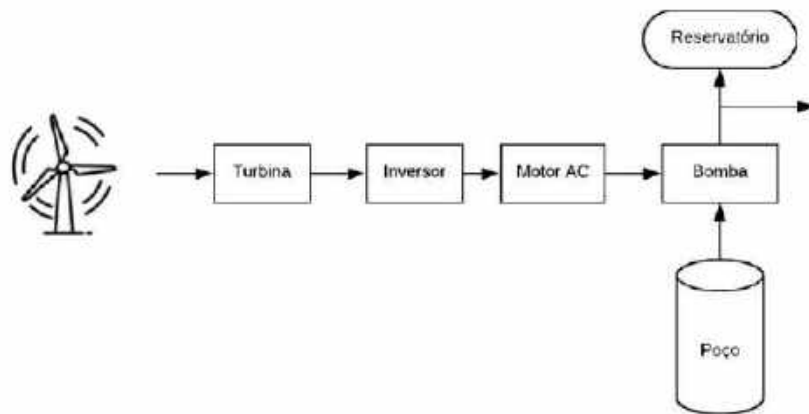 Reservatório
Turbina
Inversor
Motor AC
Bomba
Poço